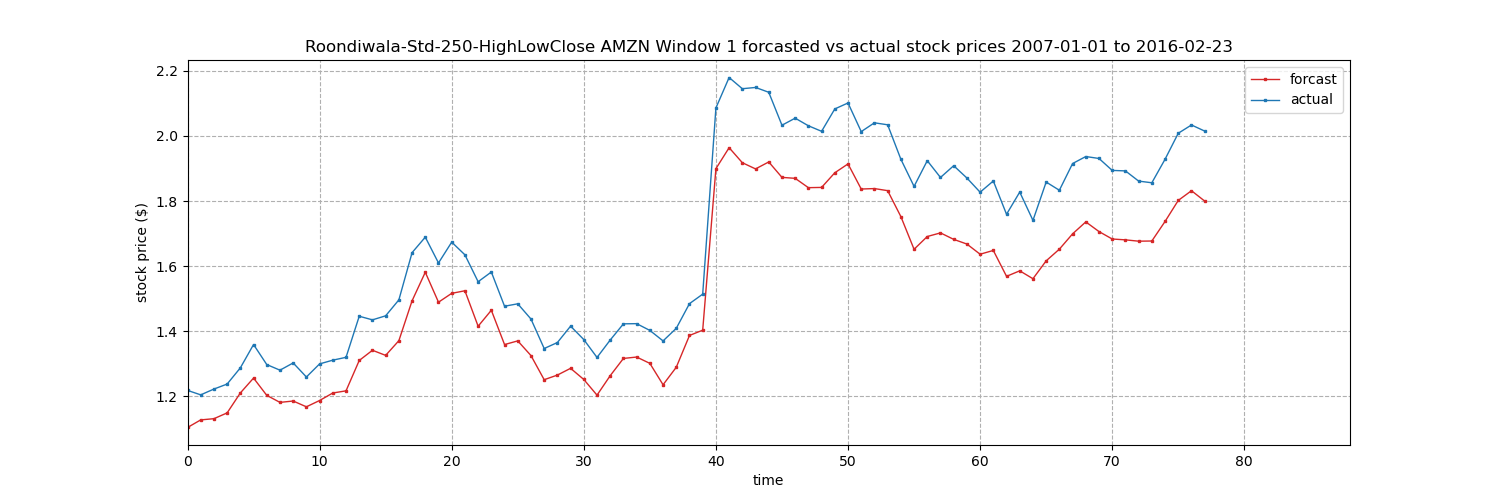 Roondiwala-Std-250-HighLowClose AMZN Window 1 forcasted vs actual stock prices 2007-01-01 to 2016-02-23
forcast
actual
2.2
2.0
1.8
1.6
1.4
1.2
stock price ($)
0 10 20 30 40 50 60 70 80
time